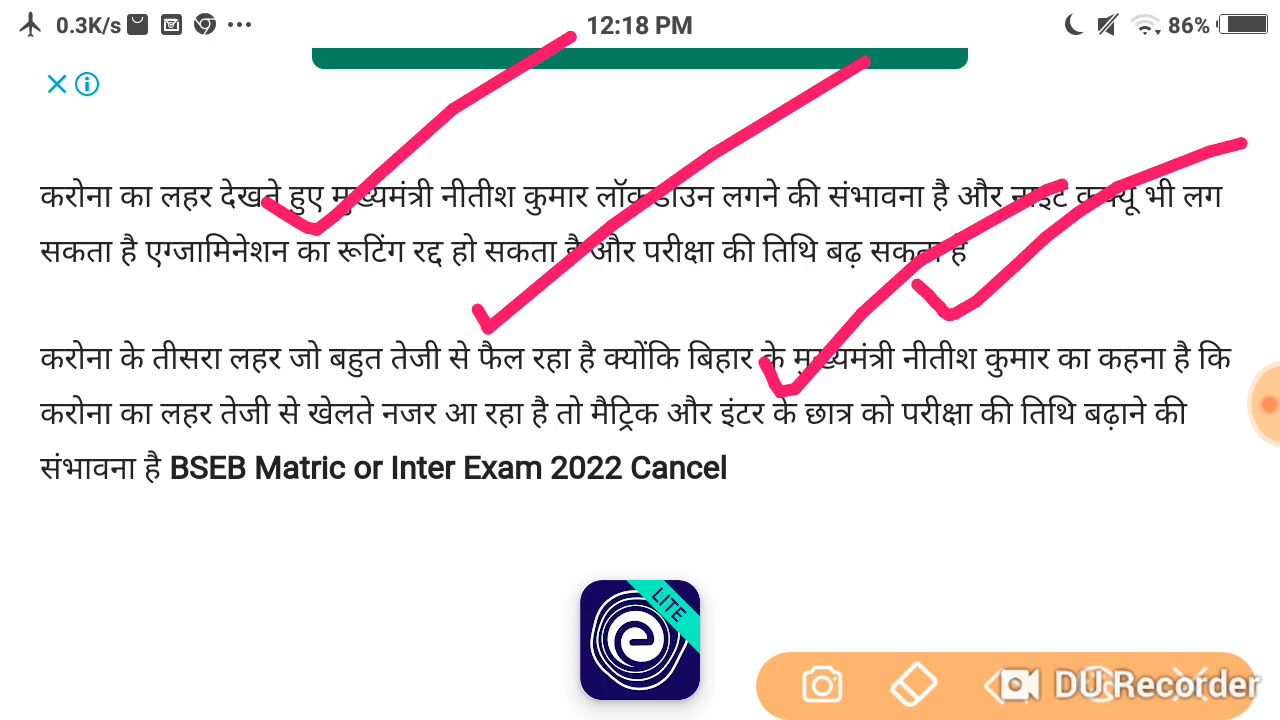 0.3K/s 12:18 PM 86%
करोना का लहर देखते हुए मुख्यमंत्री नीतीश कुमार लॉकडाउन लगने की संभावना है और नाइट कर्फ्यू भी लग
सकता है एग्जामिनेशन का रूटिंग रद्द हो सकता है और परीक्षा की तिथि बढ़ सकता है
करोना के तीसरा लहर जो बहुत तेजी से फैल रहा है क्योंकि बिहार के मुख्यमंत्री नीतीश कुमार का कहना है कि
करोना का लहर तेजी से खेलते नजर आ रहा है तो मैट्रिक और इंटर के छात्र को परीक्षा की तिथि बढ़ाने की
संभावना है BSEB Matric or Inter Exam 2022 Cancel
LITE
DU Recorder